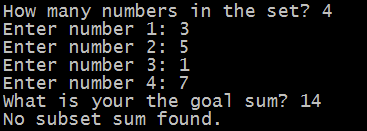 How many numbers in the set? 4
Enter number 1: 3
Enter number 2: 5
Enter number 3: 1
Enter number 4: 7
What is your the goal sum? 14
No subset sum found.